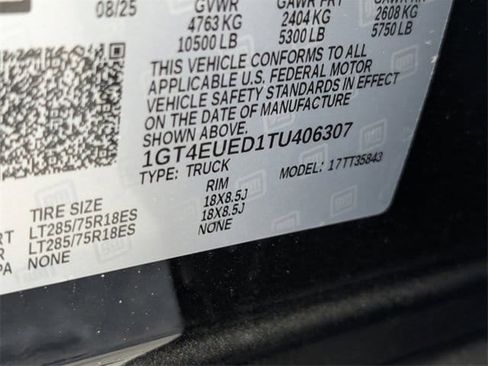 08/25 GVWR GAWR FRT GAWR RR
4763 KG 2404 KG 2608 KG
10500 LB 5300 LB 5750 LB
THIS VEHICLE CONFORMS TO ALL
APPLICABLE U.S. FEDERAL MOTOR
VEHICLE SAFETY STANDARDS IN EFFECT
ON THE DATE OF MANUFACTURE
SHOWN ABOVE.
1GT4EUED1TU406307
TYPE: TRUCK MODEL: 17TT35843
TIRE SIZE RIM
RT LT285/75R18ES 18X8.5J
RR LT285/75R18ES 18X8.5J
PA NONE NONE